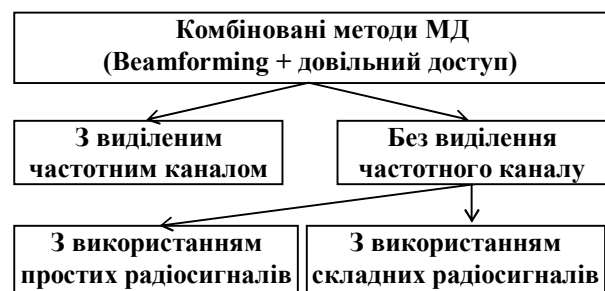 Комбіновані методи МД
(Beamforming + довільний доступ)
З виділеним
частотним каналом
Без виділення
частотного каналу
З використанням
простих радіосигналів
З використанням
складних радіосигналів